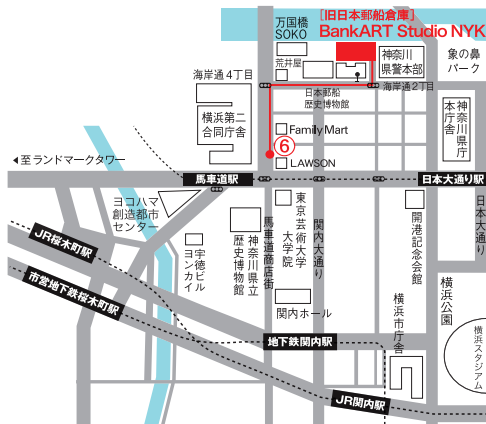 [旧日本郵船倉庫]
BankART Studio NYK
万国橋
SOKO
荒井屋
神奈川
県警本部
象の鼻
パーク
海岸通4丁目
海岸通2丁目
日本郵船
歴史博物館
横浜第二
合同庁舎
神奈川県庁
本庁舎
FamilyMart
⑥
LAWSON
至ランドマークタワー
馬車道駅
日本大通り駅
ヨコハマ
創造都市
センター
宇徳ビル
ヨンカイ
神奈川県立
歴史博物館
馬車道商店街
東京芸術大学
大学院
関内大通り
開港記念会館
日本大通り
JR桜木町駅
市営地下鉄桜木町駅
関内ホール
横浜公園
横浜市庁舎
横浜スタジアム
地下鉄関内駅
JR関内駅